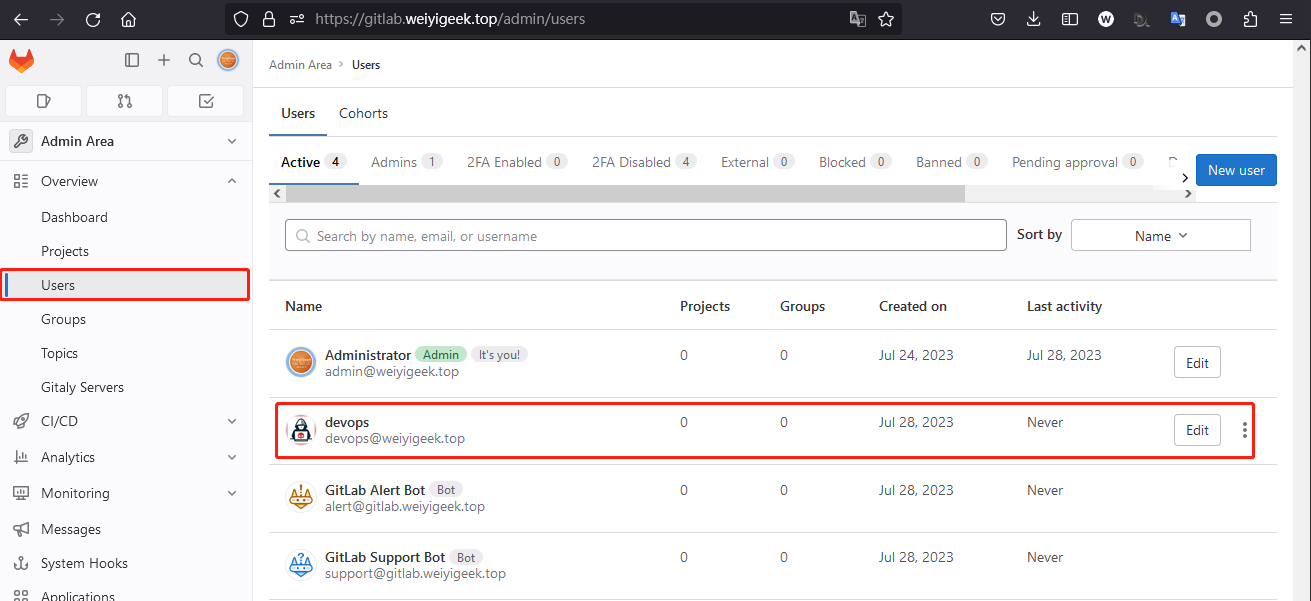 https://gitlab.weiyigeek.top/admin/users
Admin Area
Overview
Dashboard
Projects
Users
Groups
Topics
Gitaly Servers
CI/CD
Analytics
Monitoring
Messages
System Hooks
Applications
Admin Area > Users
Users Cohorts
Active 4 Admins 1 2FA Enabled 0 2FA Disabled 4 External 0 Blocked 0 Banned 0 Pending approval 0 New user
Search by name, email, or username Sort by Name
Name Projects Groups Created on Last activity
Administrator Admin It's you! 0 0 Jul 24, 2023 Jul 28, 2023 Edit
admin@weiyigeek.top
devops 0 0 Jul 28, 2023 Never Edit
devops@weiyigeek.top
GitLab Alert Bot Bot 0 0 Jul 28, 2023 Never
alert@gitlab.weiyigeek.top
GitLab Support Bot Bot 0 0 Jul 28, 2023 Never
support@gitlab.weiyigeek.top